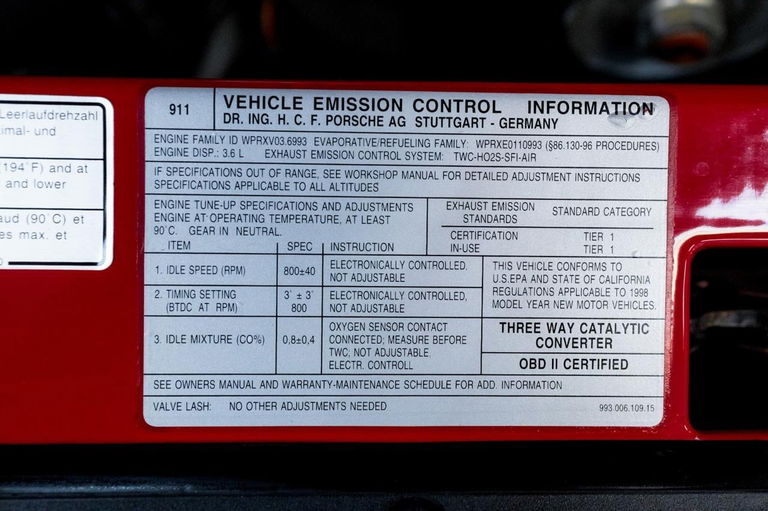 Leerlaufdrehzahl
imal- und
(194°F) and at
and lower
aud (90°C) et
es max. et
911
VEHICLE EMISSION CONTROL INFORMATION
DR. ING. H. C. F. PORSCHE AG STUTTGART - GERMANY
ENGINE FAMILY ID WPRXV03.6993 EVAPORATIVE/REFUELING FAMILY: WPRXE0110993 (§86.130-96 PROCEDURES)
ENGINE DISP.: 3.6 L EXHAUST EMISSION CONTROL SYSTEM: TWC-HO2S-SFI-AIR
IF SPECIFICATIONS OUT OF RANGE, SEE WORKSHOP MANUAL FOR DETAILED ADJUSTMENT INSTRUCTIONS
SPECIFICATIONS APPLICABLE TO ALL ALTITUDES
ENGINE TUNE-UP SPECIFICATIONS AND ADJUSTMENTS
ENGINE AT OPERATING TEMPERATURE, AT LEAST
90°C. GEAR IN NEUTRAL.
EXHAUST EMISSION STANDARD CATEGORY
STANDARDS
CERTIFICATION TIER 1
IN-USE TIER 1
ITEM SPEC INSTRUCTION
1. IDLE SPEED (RPM) 800±40 ELECTRONICALLY CONTROLLED.
NOT ADJUSTABLE
2. TIMING SETTING 3° ± 3° ELECTRONICALLY CONTROLLED,
(BTDC AT RPM) 800 NOT ADJUSTABLE
3. IDLE MIXTURE (CO%) 0,8±0,4 OXYGEN SENSOR CONTACT
CONNECTED; MEASURE BEFORE
TWC; NOT ADJUSTABLE.
ELECTR. CONTROLL
THIS VEHICLE CONFORMS TO
U.S.EPA AND STATE OF CALIFORNIA
REGULATIONS APPLICABLE TO 1998
MODEL YEAR NEW MOTOR VEHICLES.
THREE WAY CATALYTIC
CONVERTER
OBD II CERTIFIED
SEE OWNERS MANUAL AND WARRANTY-MAINTENANCE SCHEDULE FOR ADD. INFORMATION
VALVE LASH: NO OTHER ADJUSTMENTS NEEDED 993.006.109.15